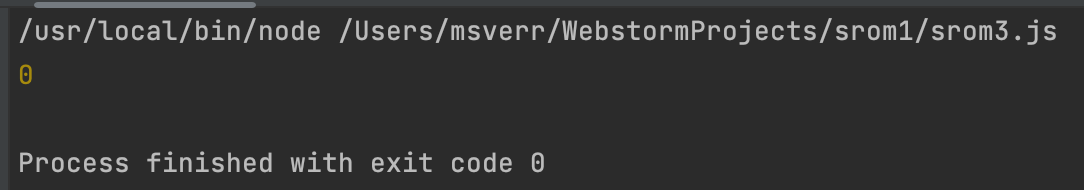 /usr/local/bin/node /Users/msverr/WebstormProjects/srom1/srom3.js
0
Process finished with exit code 0